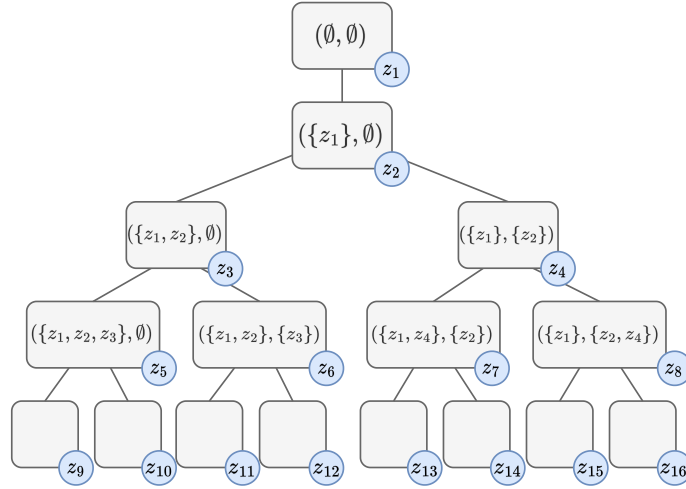 (∅, ∅)
z₁
({z₁}, ∅)
z₂
({z₁, z₂}, ∅)
z₃
({z₁}, {z₂})
z₄
({z₁, z₂, z₃}, ∅)
z₅
({z₁, z₂}, {z₃})
z₆
({z₁, z₄}, {z₂})
z₇
({z₁}, {z₂, z₄})
z₈
z₉
z₁₀
z₁₁
z₁₂
z₁₃
z₁₄
z₁₅
z₁₆